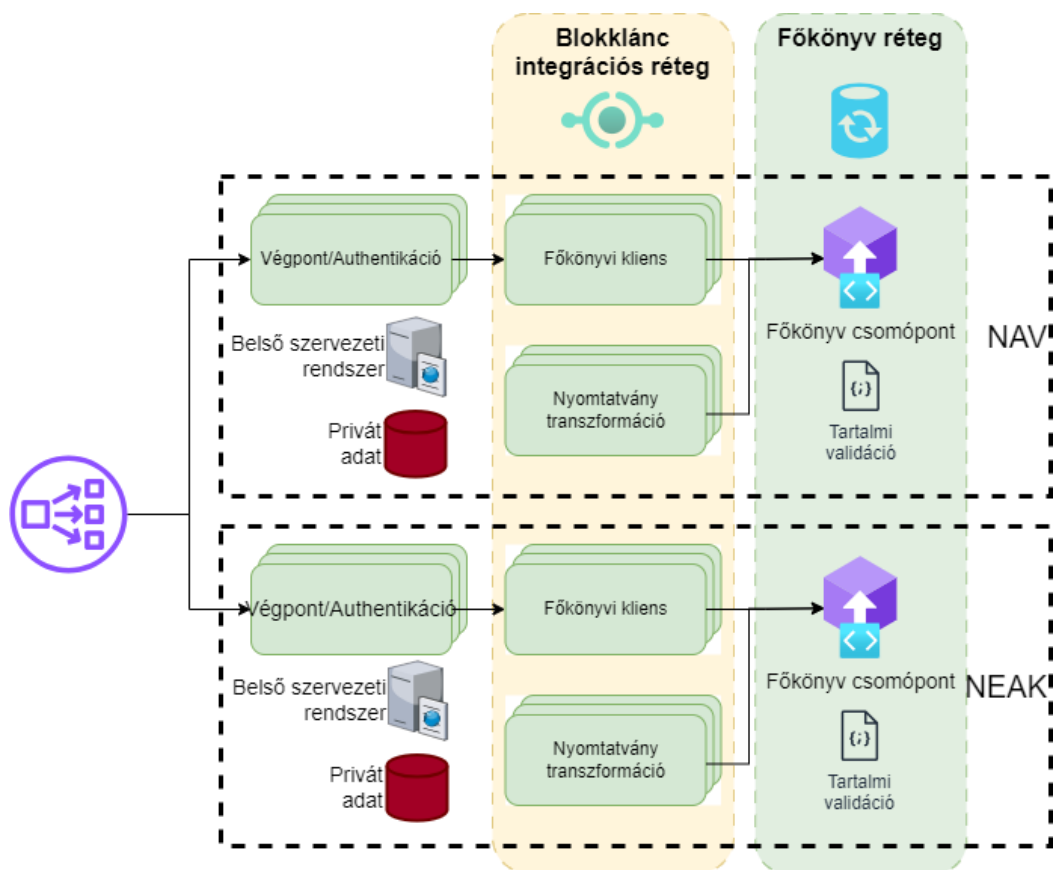 Blokklánc
integrációs réteg
Főkönyv réteg
Végpont/Authentikáció
Főkönyvi kliens
Főkönyv csomópont
NAV
Belső szervezeti
rendszer
Nyomtatvány
transzformáció
{;}
Tartalmi
validáció
Privát
adat
Végpont/Authentikáció
Főkönyvi kliens
Főkönyv csomópont
NEAK
Belső szervezeti
rendszer
Nyomtatvány
transzformáció
{;}
Tartalmi
validáció
Privát
adat